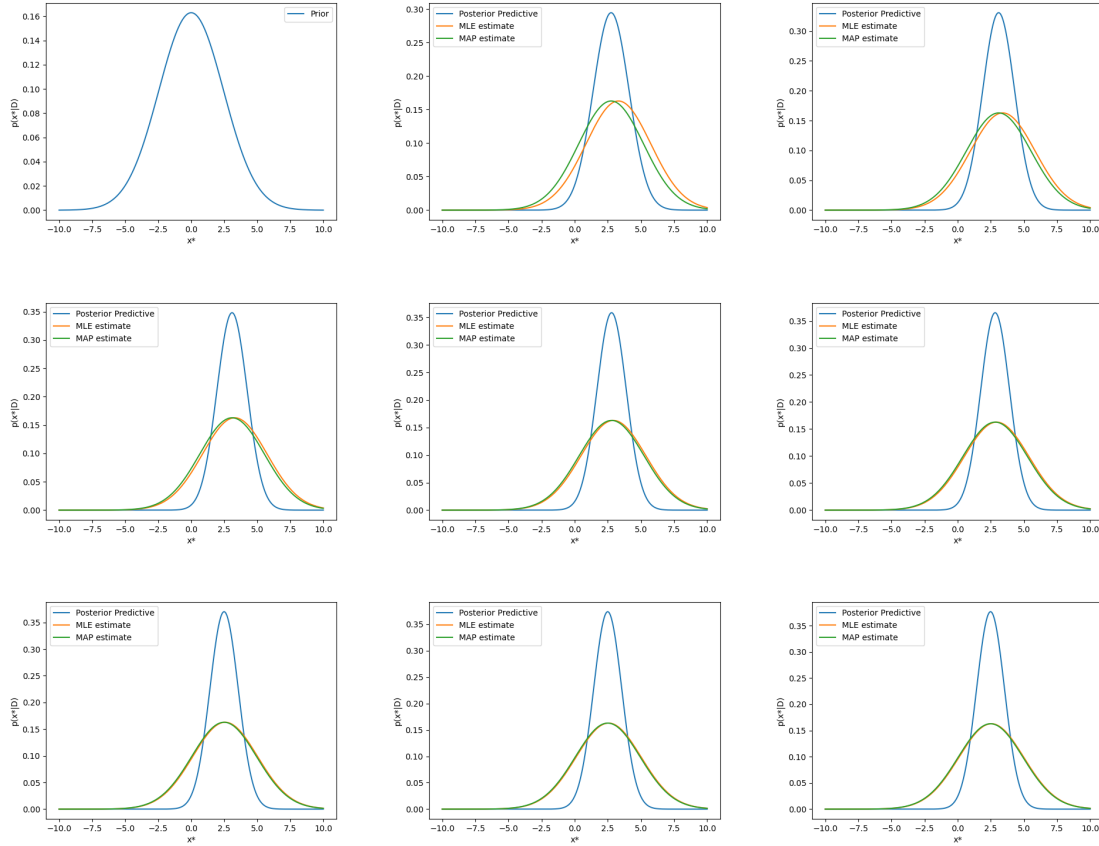 Prior
p(x*|D)
0.16
0.14
0.12
0.10
0.08
0.06
0.04
0.02
0.00
−10.0 −7.5 −5.0 −2.5 0.0 2.5 5.0 7.5 10.0
x*
Posterior Predictive
MLE estimate
MAP estimate
p(x*|D)
0.30
0.25
0.20
0.15
0.10
0.05
0.00
−10.0 −7.5 −5.0 −2.5 0.0 2.5 5.0 7.5 10.0
x*
Posterior Predictive
MLE estimate
MAP estimate
p(x*|D)
0.30
0.25
0.20
0.15
0.10
0.05
0.00
−10.0 −7.5 −5.0 −2.5 0.0 2.5 5.0 7.5 10.0
x*
Posterior Predictive
MLE estimate
MAP estimate
p(x*|D)
0.35
0.30
0.25
0.20
0.15
0.10
0.05
0.00
−10.0 −7.5 −5.0 −2.5 0.0 2.5 5.0 7.5 10.0
x*
Posterior Predictive
MLE estimate
MAP estimate
p(x*|D)
0.35
0.30
0.25
0.20
0.15
0.10
0.05
0.00
−10.0 −7.5 −5.0 −2.5 0.0 2.5 5.0 7.5 10.0
x*
Posterior Predictive
MLE estimate
MAP estimate
p(x*|D)
0.35
0.30
0.25
0.20
0.15
0.10
0.05
0.00
−10.0 −7.5 −5.0 −2.5 0.0 2.5 5.0 7.5 10.0
x*
Posterior Predictive
MLE estimate
MAP estimate
p(x*|D)
0.35
0.30
0.25
0.20
0.15
0.10
0.05
0.00
−10.0 −7.5 −5.0 −2.5 0.0 2.5 5.0 7.5 10.0
x*
Posterior Predictive
MLE estimate
MAP estimate
p(x*|D)
0.35
0.30
0.25
0.20
0.15
0.10
0.05
0.00
−10.0 −7.5 −5.0 −2.5 0.0 2.5 5.0 7.5 10.0
x*
Posterior Predictive
MLE estimate
MAP estimate
p(x*|D)
0.35
0.30
0.25
0.20
0.15
0.10
0.05
0.00
−10.0 −7.5 −5.0 −2.5 0.0 2.5 5.0 7.5 10.0
x*